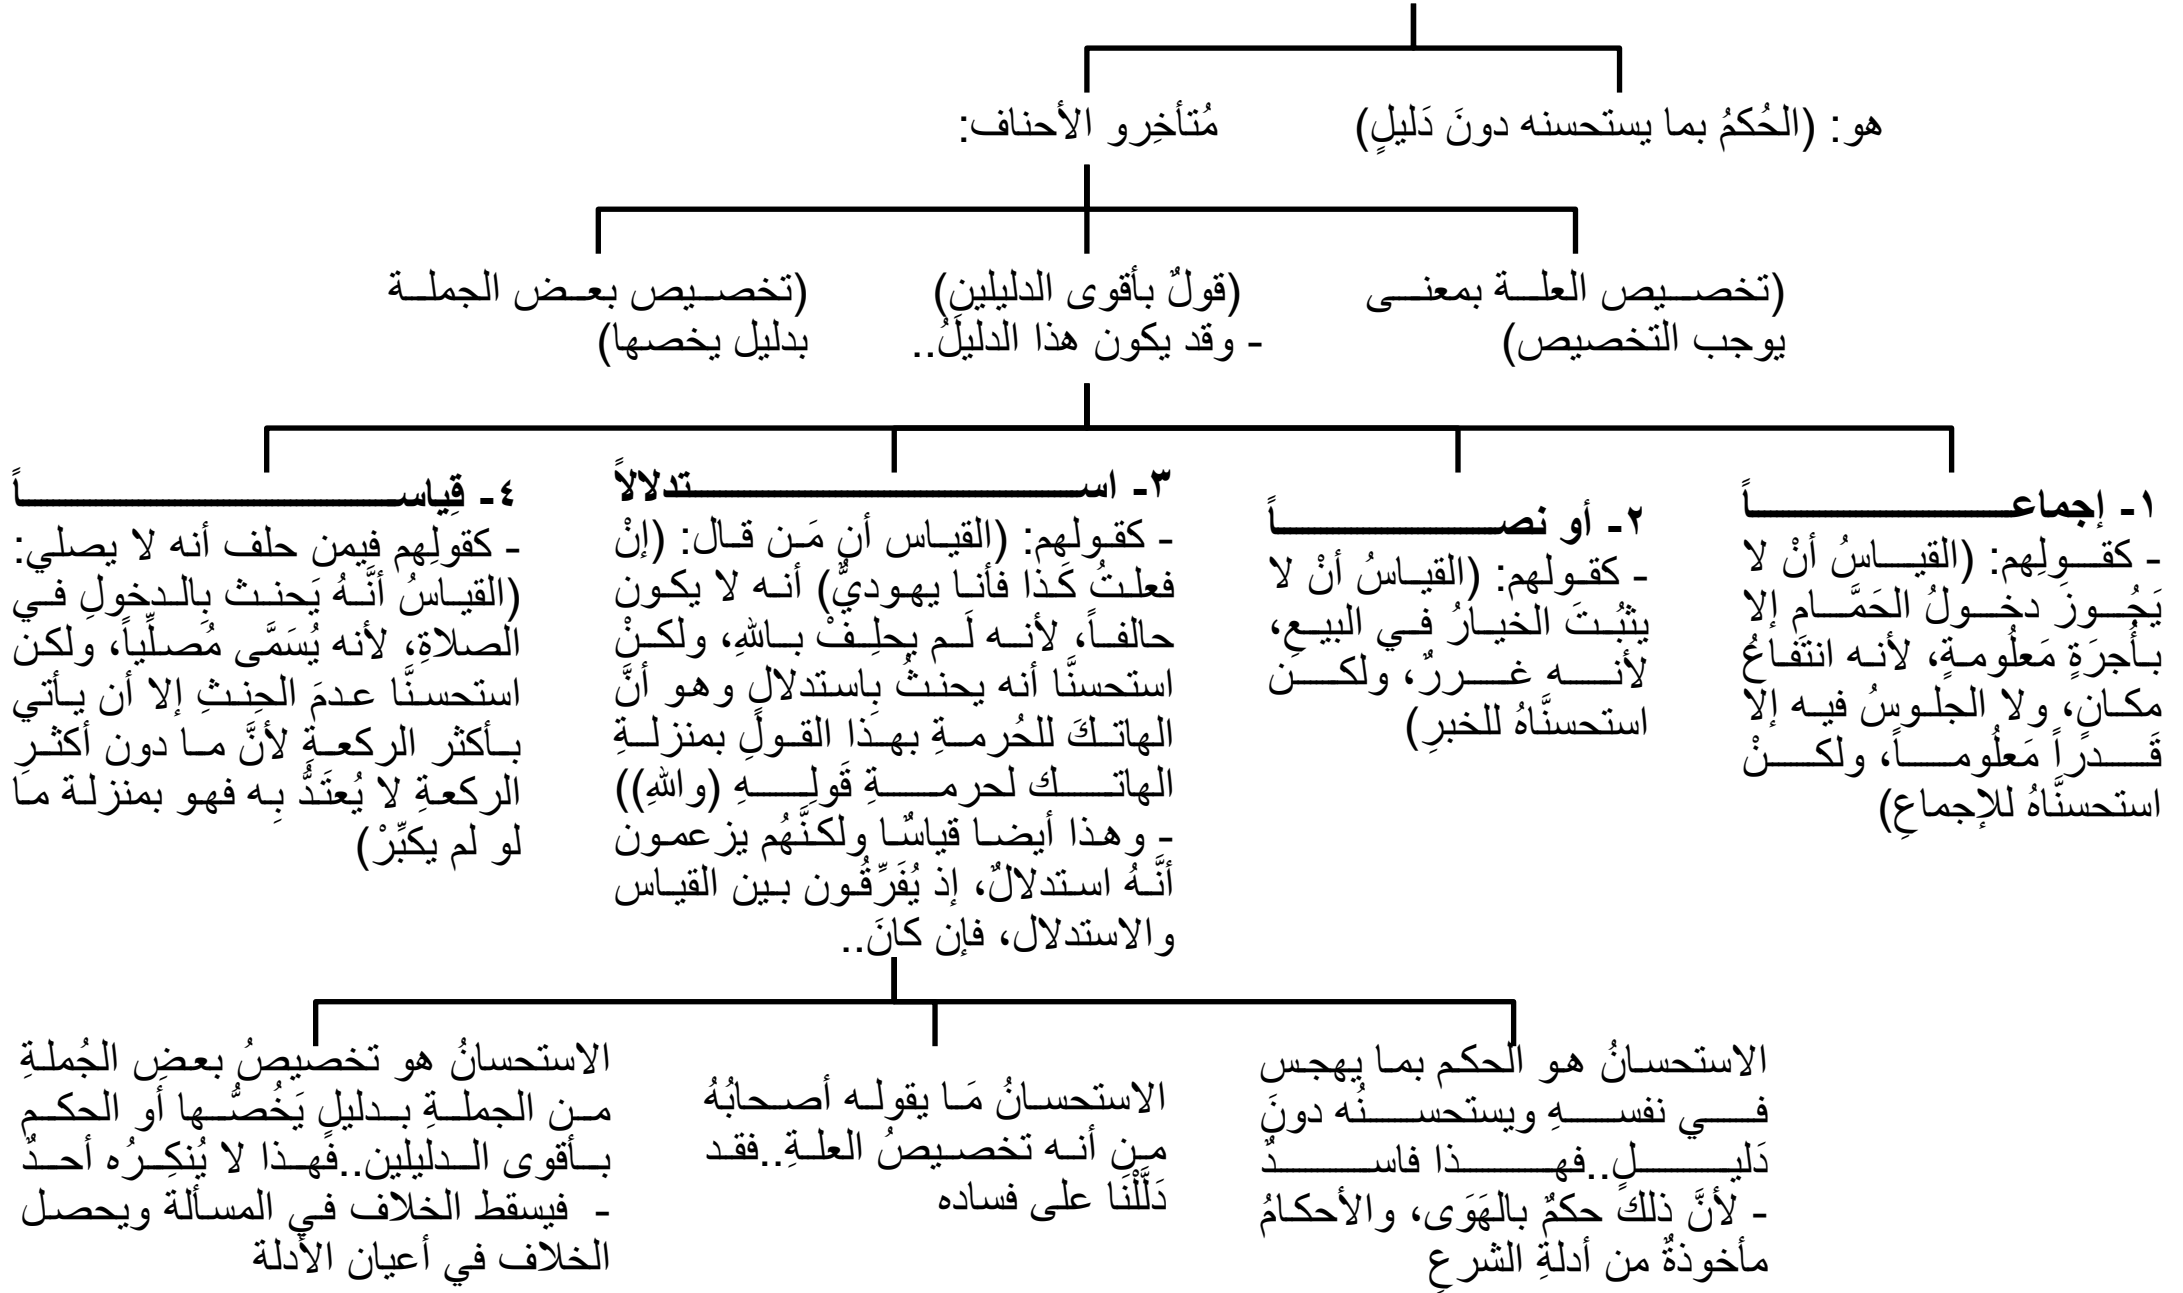 هو: (الحُكمُ بما يستحسنه دونَ دَليلٍ)
مُتأخِرو الأحناف:
(تخصيص العلة بمعنى
يوجب التخصيص)
(قولٌ بأقوى الدليلين)
- وقد يكون هذا الدليلُ..
(تخصيص بعض الجملة
بدليل يخصها)
١- إجماعاً
- كقولِهم: (القياسُ أنْ لا
يَجُوزَ دخولُ الحَمَّامِ إلا
بأُجرَةٍ مَعلُومةٍ، لأنه انتَفَاعُ
مكانٍ، ولا الجلوسُ فيه إلا
قَدراً مَعلُوماً، ولكنْ
استحسنَّاهُ للإجماعِ)
٢- أو نصاً
- كقولهم: (القياسُ أنْ لا
يثبُتَ الخيارُ في البيعِ،
لأنه غررٌ، ولكن
استحسنَّاهُ للخبرِ)
٣- استدلالاً
- كقولهم: (القياس أن مَن قال: (إنْ
فعلتُ كَذا فأنا يهوديٌّ) أنه لا يكون
حالفاً، لأنه لَم يحلِفْ باللهِ، ولكنْ
استحسنَّا أنه يحنثُ بِاستدلالٍ وهو أنَّ
الهاتكَ للحُرمةِ بهذا القولِ بمنزلةِ
الهاتك لحرمةِ قَولِهِ (واللهِ))
- وهذا أيضا قياسٌا ولكنَّهُم يزعمون
أنَّهُ استدلالٌ، إذ يُفَرِّقُون بين القياس
والاستدلال، فإن كانَ..
٤- قِياساً
- كقولِهم فيمن حلف أنه لا يصلي:
(القياسُ أنَّهُ يَحنث بِالدخولِ في
الصلاةِ، لأنه يُسَمَّى مُصلِّياً، ولكن
استحسنَّا عدمَ الحِنثِ إلا أن يأتي
بأكثر الركعةِ لأنَّ ما دون أكثرِ
الركعةِ لا يُعتَدُّ بِه فهو بمنزلة ما
لو لم يكبِّرْ)
الاستحسانُ هو الحكم بما يهجس
في نفسهِ ويستحسنُه دونَ
دَليلٍ..فهذا فاسدٌ
- لأنَّ ذلكَ حكمٌ بالهَوَى، والأحكامُ
مأخوذةٌ من أدلةِ الشرعِ
الاستحسانُ مَا يقوله أصحابُهُ
من أنه تخصيصُ العلةِ..فقد
دَلَّلْنَا على فساده
الاستحسانُ هو تخصيصُ بعضِ الجُملةِ
من الجملةِ بدليلٍ يَخُصُّها أو الحكم
بأقوى الدليلين..فَهذا لا يُنكِرُه أحدٌ
- فيسقط الخلاف في المسألة ويحصل
الخلاف في أعيان الأدلة